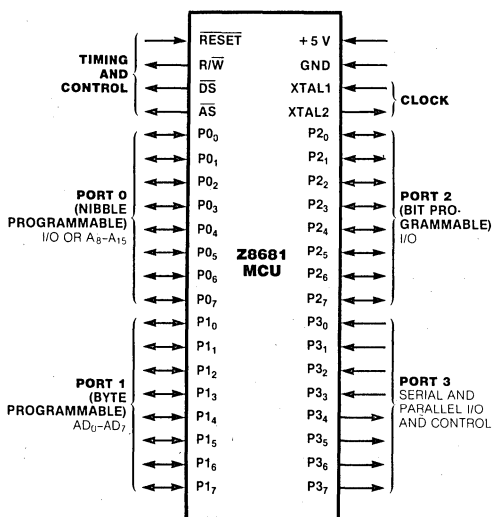 TIMING
AND
CONTROL
R̅E̅S̅E̅T̅
R/W̅
D̅S̅
A̅S̅
PORT 0
(NIBBLE
PROGRAMMABLE)
I/O OR A₈–A₁₅
P0₀
P0₁
P0₂
P0₃
P0₄
P0₅
P0₆
P0₇
PORT 1
(BYTE
PROGRAMMABLE)
AD₀–AD₇
P1₀
P1₁
P1₂
P1₃
P1₄
P1₅
P1₆
P1₇
Z8681
MCU
+5 V
GND
XTAL1
XTAL2
CLOCK
P2₀
P2₁
P2₂
P2₃
P2₄
P2₅
P2₆
P2₇
PORT 2
(BIT PRO-
GRAMMABLE)
I/O
P3₀
P3₁
P3₂
P3₃
P3₄
P3₅
P3₆
P3₇
PORT 3
SERIAL AND
PARALLEL I/O
AND CONTROL